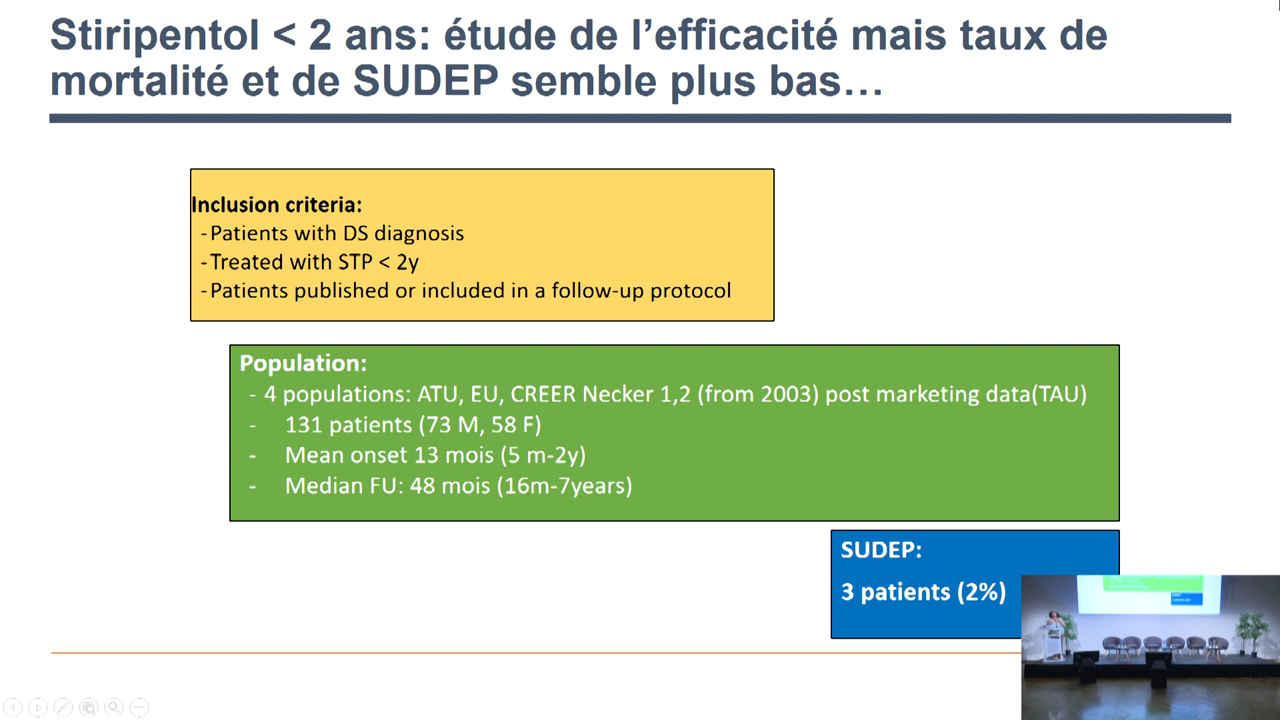 Stiripentol < 2 ans: étude de l’efficacité mais taux de
mortalité et de SUDEP semble plus bas…
Inclusion criteria:
-Patients with DS diagnosis
-Treated with STP < 2y
-Patients published or included in a follow-up protocol
Population:
- 4 populations: ATU, EU, CREER Necker 1,2 (from 2003) post marketing data(TAU)
- 131 patients (73 M, 58 F)
- Mean onset 13 mois (5 m-2y)
- Median FU: 48 mois (16m-7years)
SUDEP:
3 patients (2%)